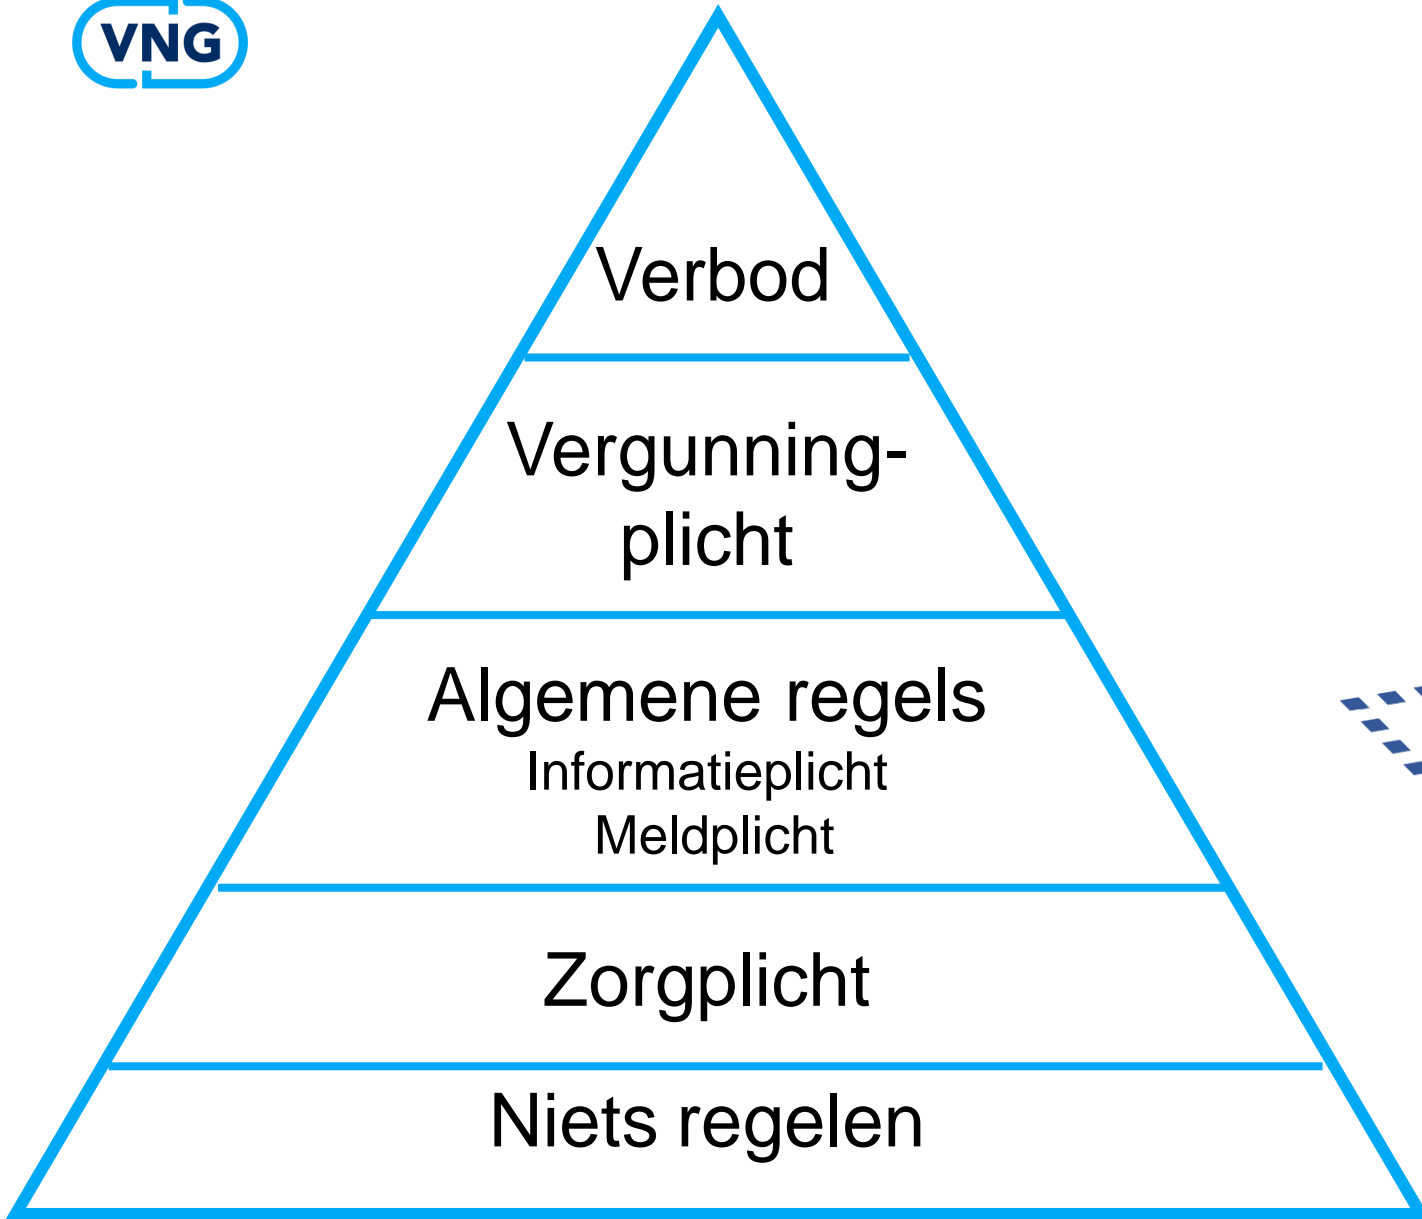 VNG
Verbod
Vergunning-
plicht
Algemene regels
Informatieplicht
Meldplicht
Zorgplicht
Niets regelen